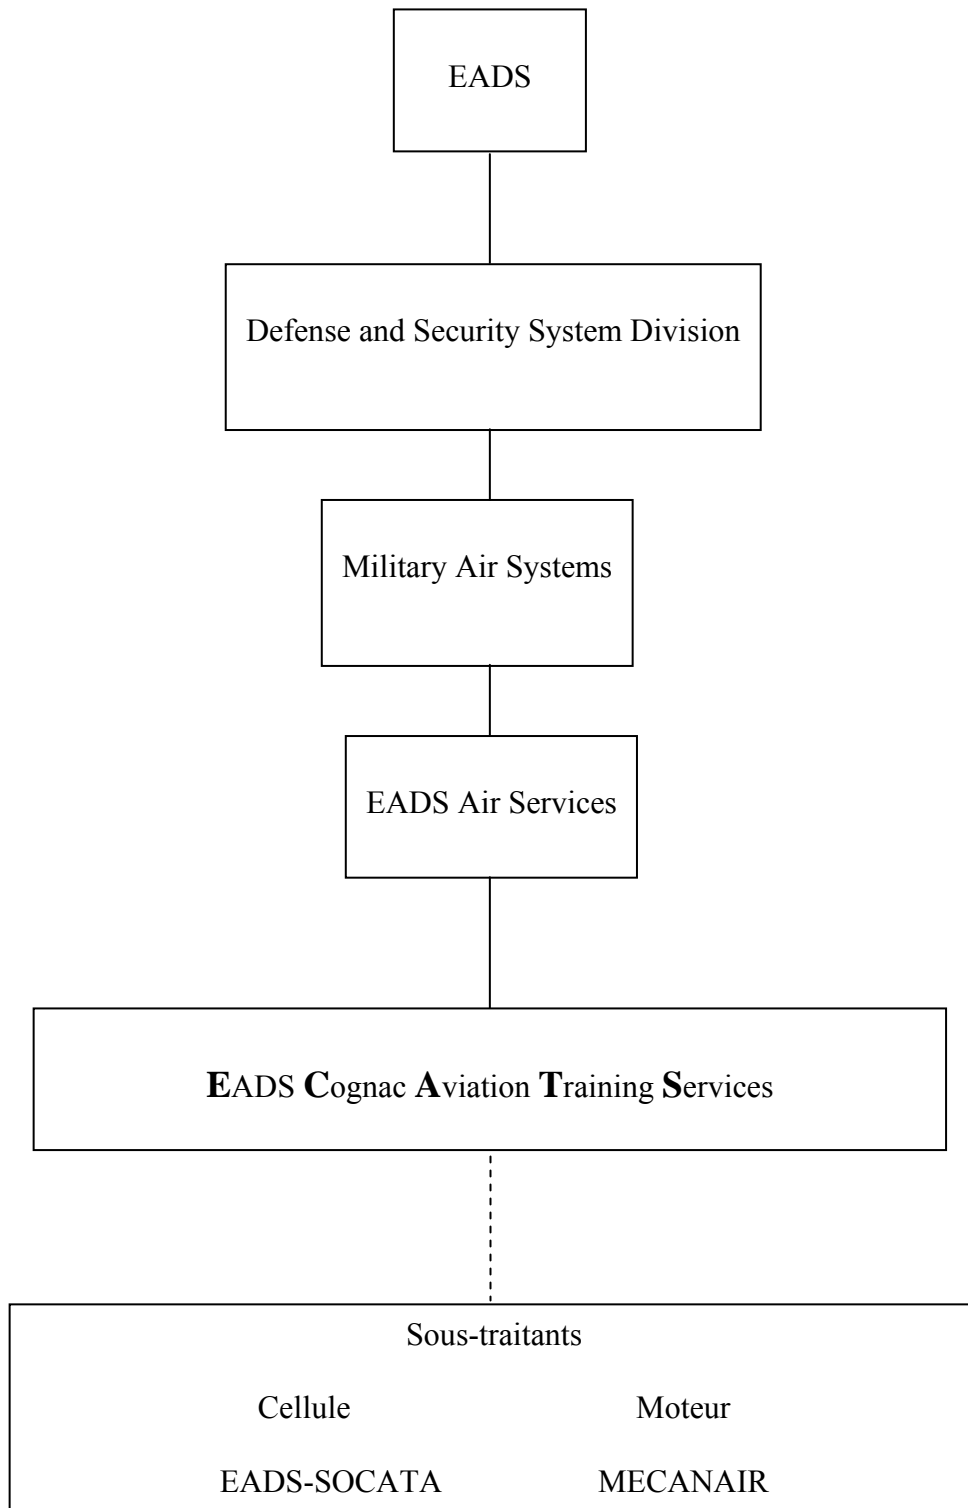 EADS
Defense and Security System Division
Military Air Systems
EADS Air Services
EADS Cognac Aviation Training Services
Sous-traitants
Cellule Moteur
EADS-SOCATA MECANAIR